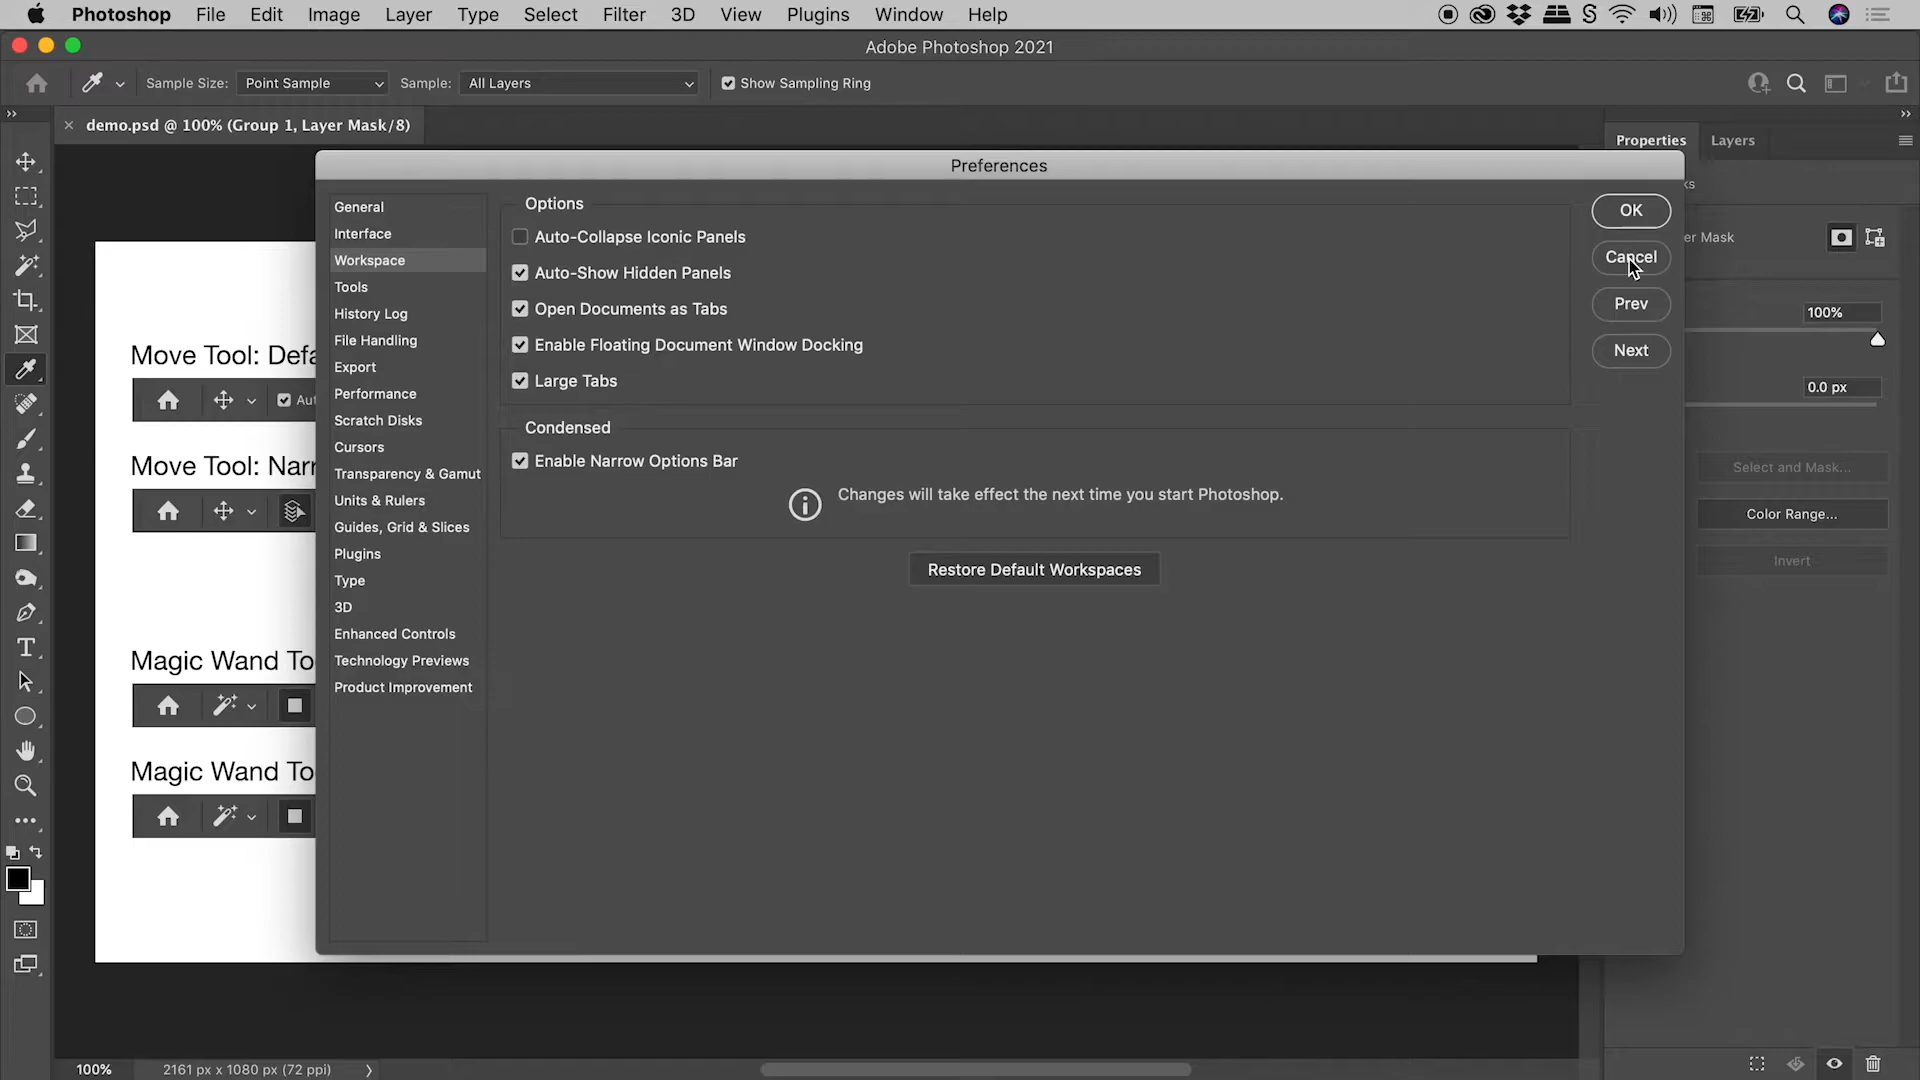 Photoshop File Edit Image Layer Type Select Filter 3D View Plugins Window Help
Adobe Photoshop 2021
Sample Size: Point Sample Sample: All Layers Show Sampling Ring
demo.psd @ 100% (Group 1, Layer Mask/8)
Properties Layers
Preferences
General
Interface
Workspace
Tools
History Log
File Handling
Export
Performance
Scratch Disks
Cursors
Transparency & Gamut
Units & Rulers
Guides, Grid & Slices
Plugins
Type
3D
Enhanced Controls
Technology Previews
Product Improvement
Options
Auto-Collapse Iconic Panels
Auto-Show Hidden Panels
Open Documents as Tabs
Enable Floating Document Window Docking
Large Tabs
Condensed
Enable Narrow Options Bar
Changes will take effect the next time you start Photoshop.
Restore Default Workspaces
OK
Cancel
Prev
Next
ks
er Mask
100%
0.0 px
Select and Mask...
Color Range...
Invert
Move Tool: Defa
Aut
Move Tool: Narr
Magic Wand To
Magic Wand To
100% 2161 px x 1080 px (72 ppi)